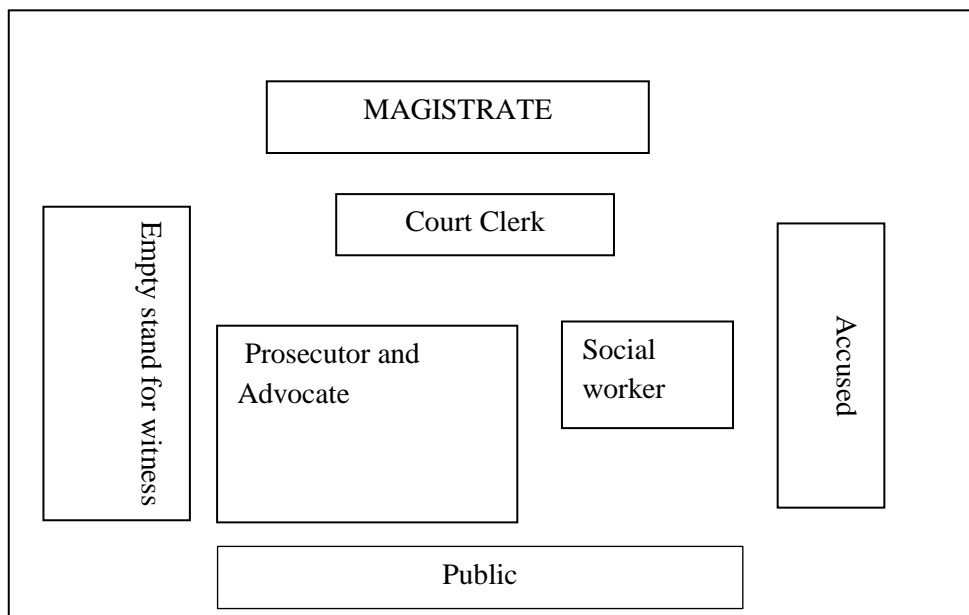 MAGISTRATE
Court Clerk
Empty stand for witness
Prosecutor and
Advocate
Social
worker
Accused
Public